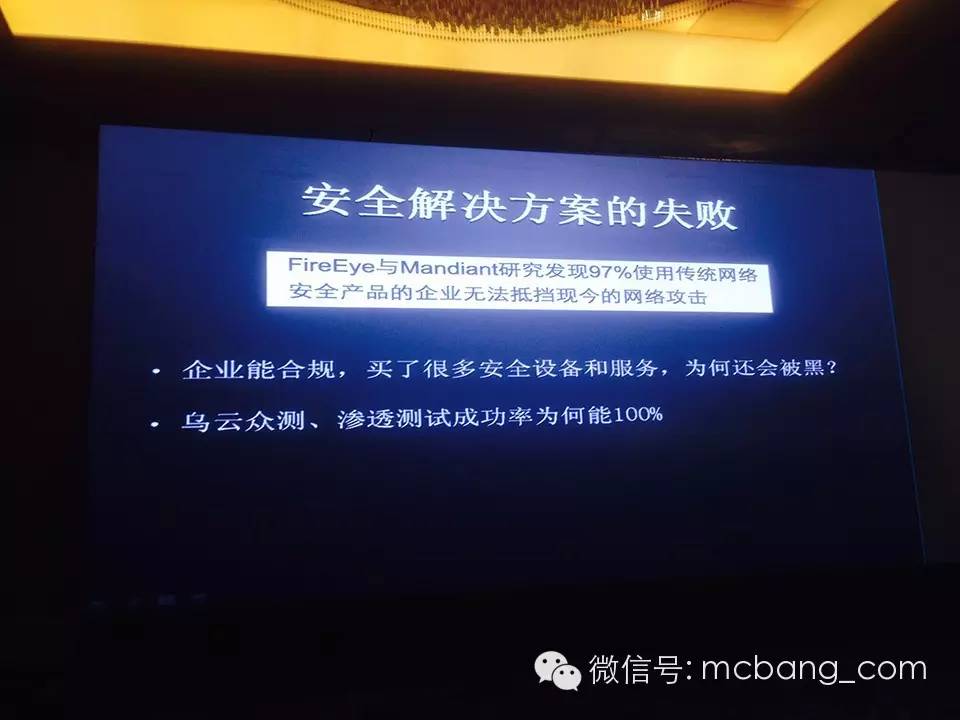 安全解决方案的失败
FireEye与Mandiant研究发现97%使用传统网络
安全产品的企业无法抵挡现今的网络攻击
• 企业能合规，买了很多安全设备和服务，为何还会被黑？
• 乌云众测、渗透测试成功率为何能100%
微信号: mcbang_com